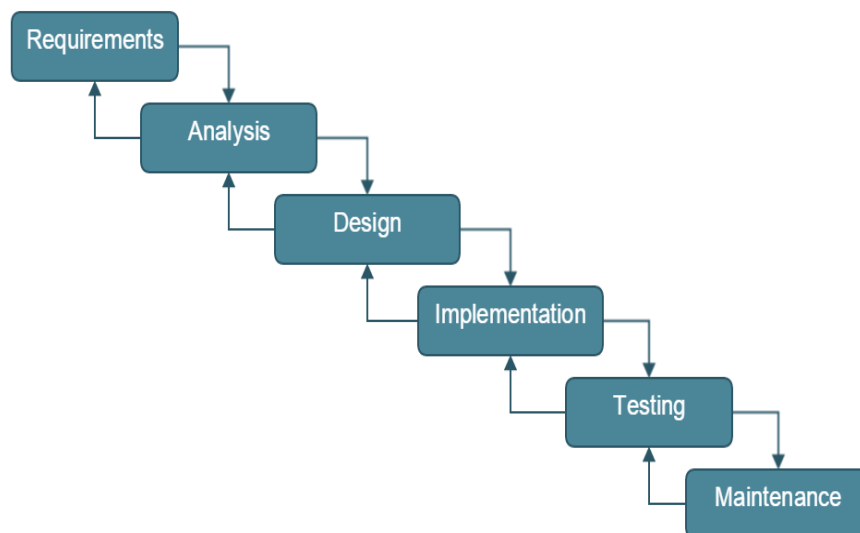 Requirements
Analysis
Design
Implementation
Testing
Maintenance